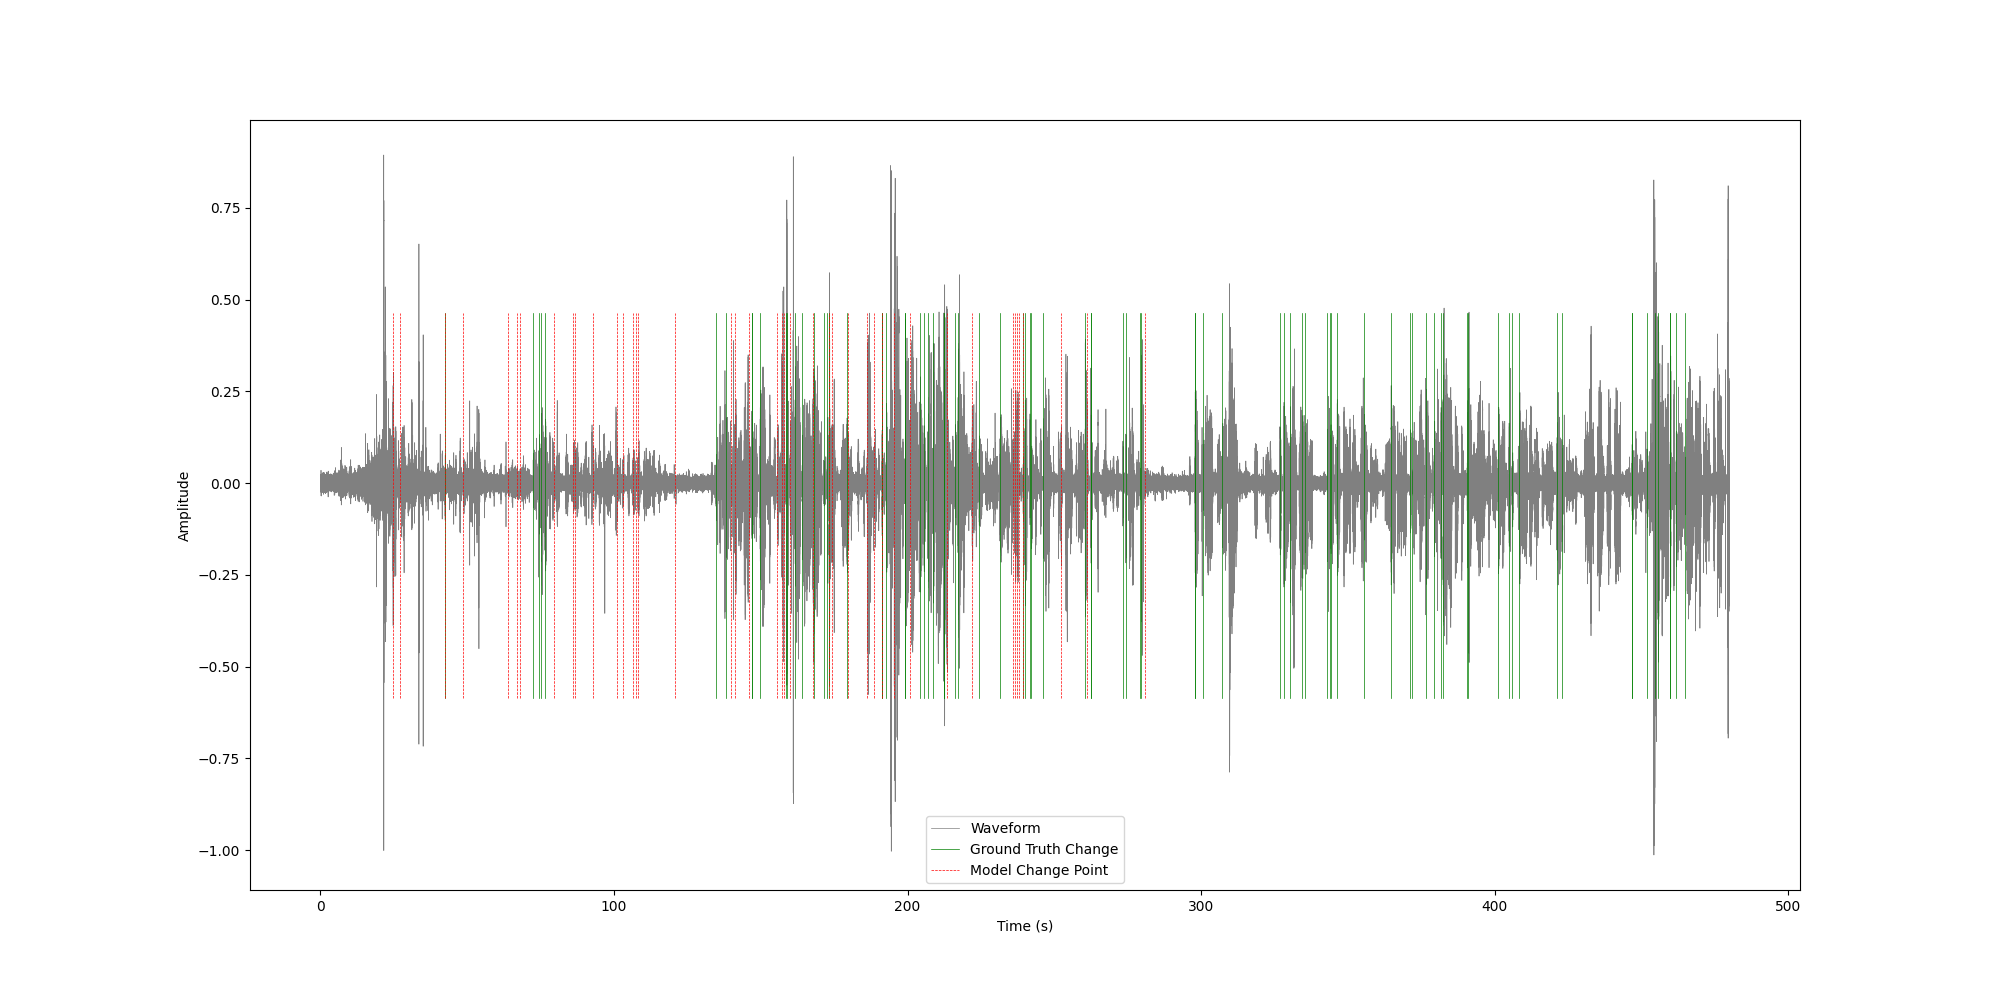 0.75
0.50
0.25
0.00
−0.25
−0.50
−0.75
−1.00
Amplitude
Waveform
Ground Truth Change
Model Change Point
0 100 200 300 400 500
Time (s)